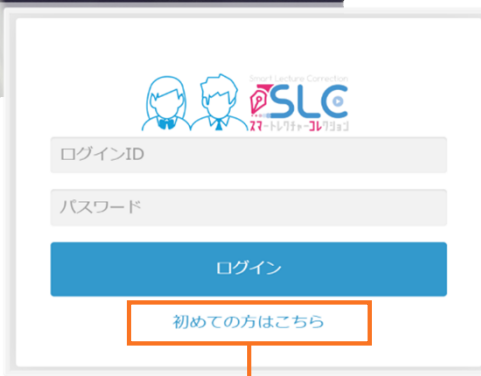 Smart Lecture Correction
SLC
スマートレクチャーコレクション
ログインID
パスワード
ログイン
初めての方はこちら